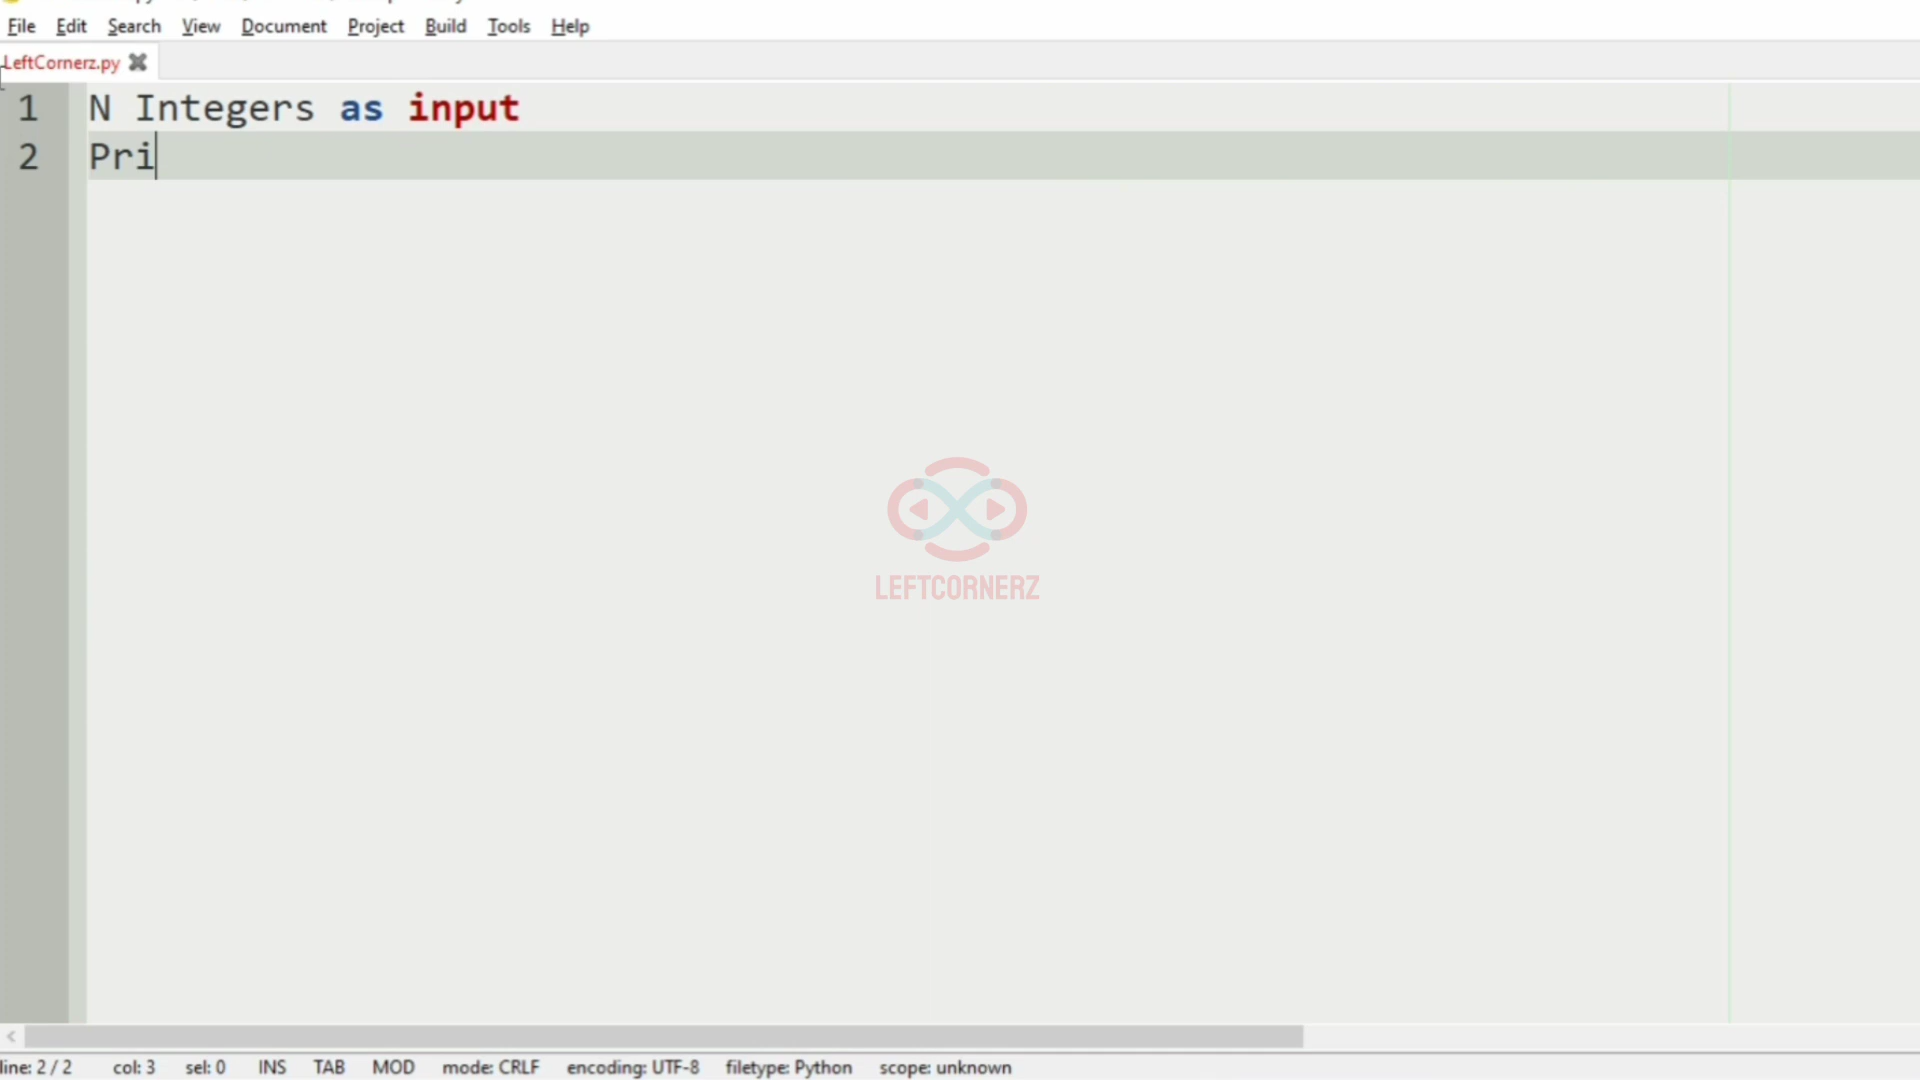 File Edit Search View Document Project Build Tools Help
LeftCornerz.py
1 N Integers as input
2 Pri
LEFTCORNERZ
line: 2 / 2 col: 3 sel: 0 INS TAB MOD mode: CRLF encoding: UTF-8 filetype: Python scope: unknown